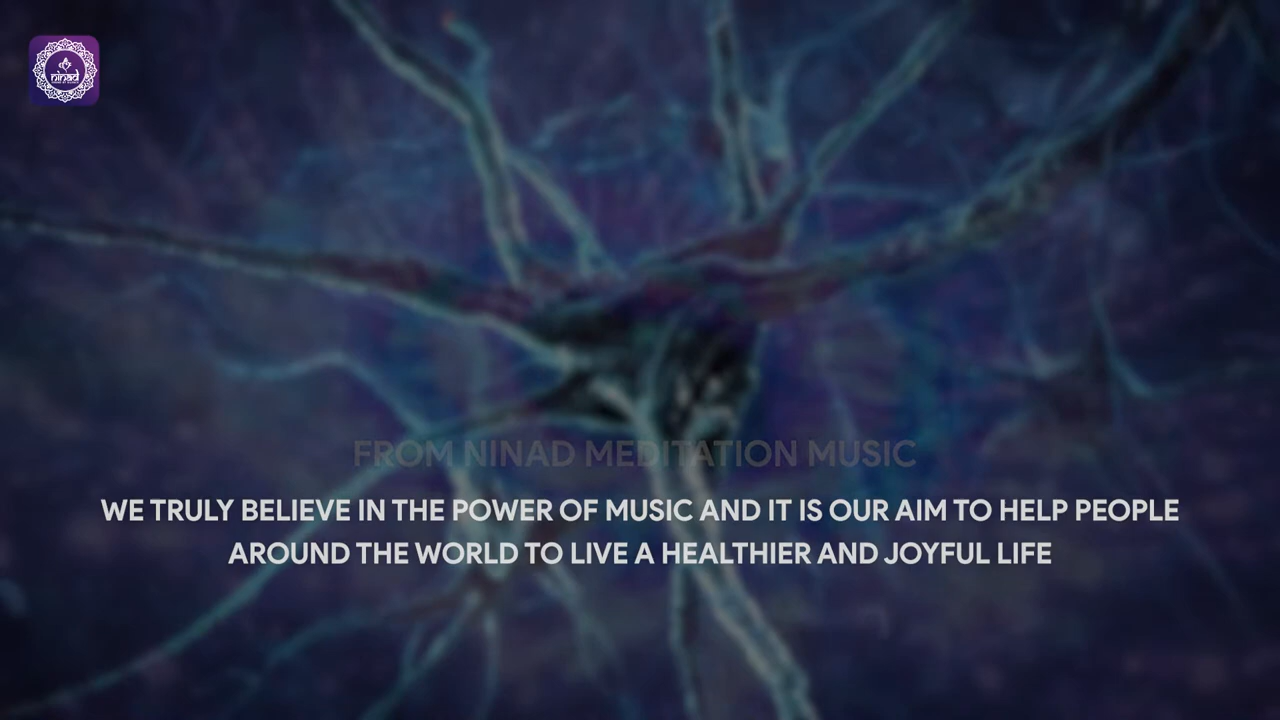 ninad
FROM NINAD MEDITATION MUSIC
WE TRULY BELIEVE IN THE POWER OF MUSIC AND IT IS OUR AIM TO HELP PEOPLE
AROUND THE WORLD TO LIVE A HEALTHIER AND JOYFUL LIFE